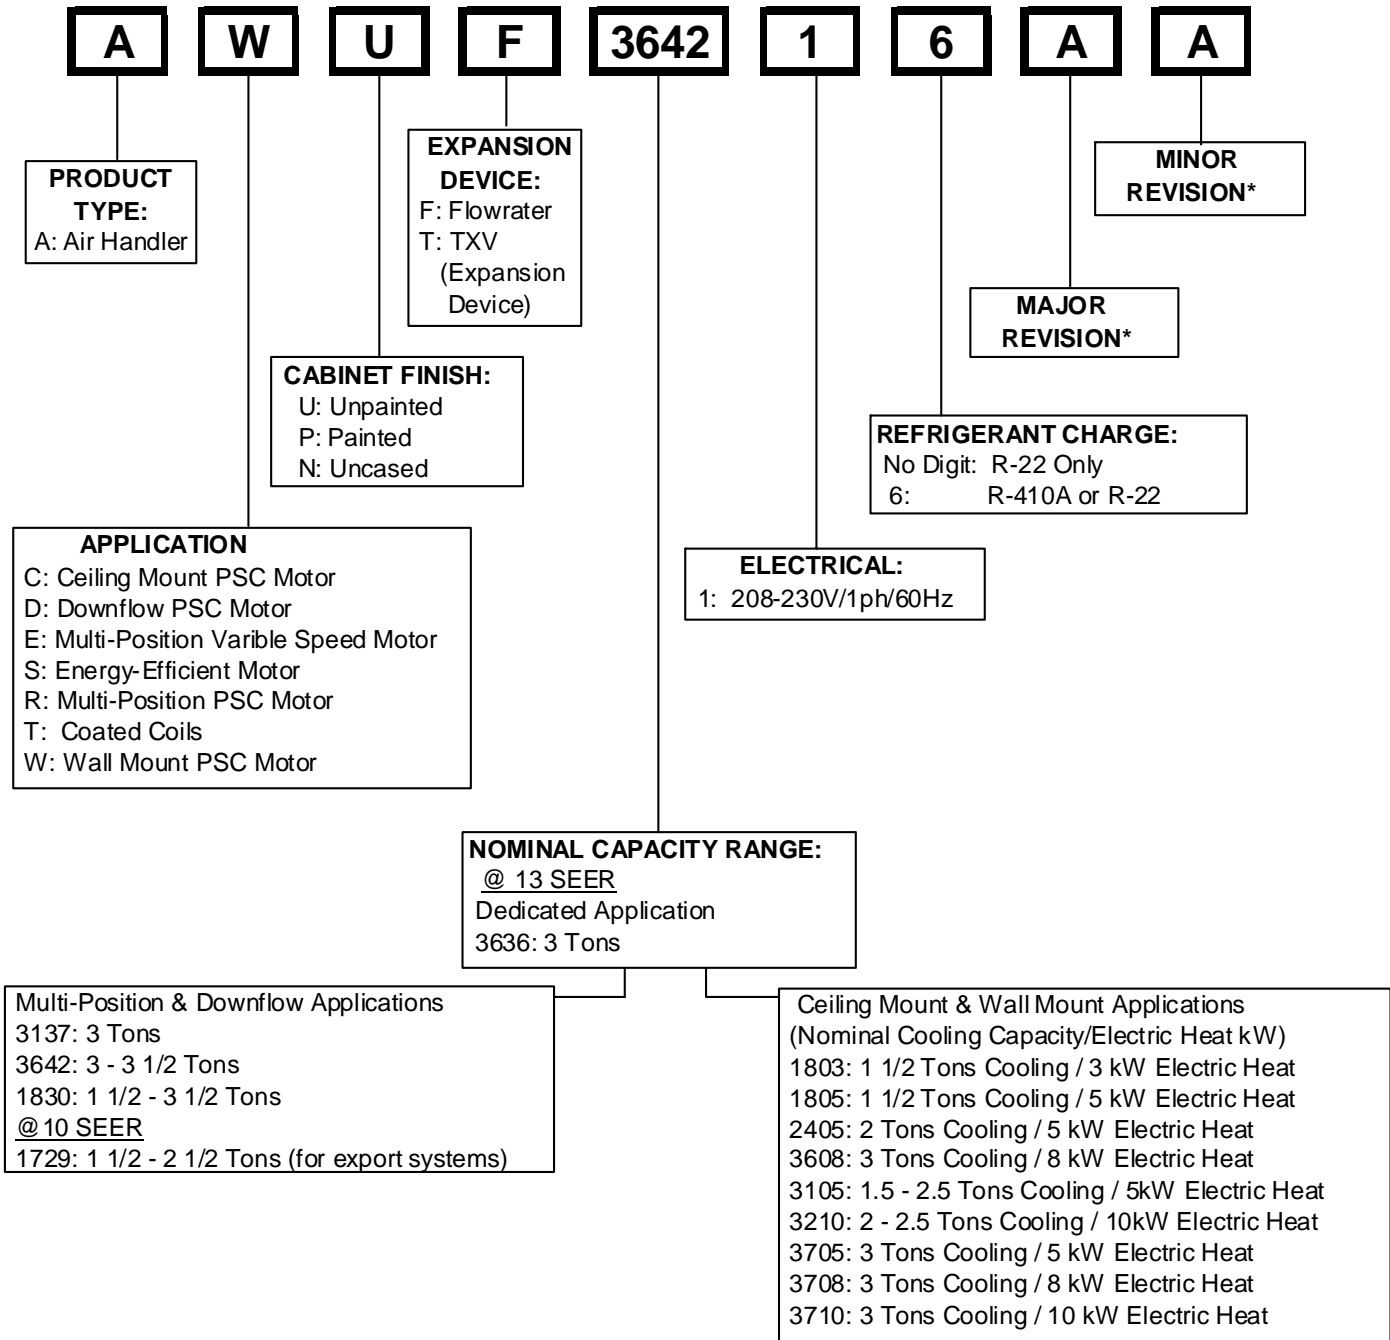 A W U F 3642 1 6 A A
PRODUCT
TYPE:
A: Air Handler
EXPANSION
DEVICE:
F: Flowrater
T: TXV
(Expansion
Device)
MINOR
REVISION*
MAJOR
REVISION*
CABINET FINISH:
U: Unpainted
P: Painted
N: Uncased
REFRIGERANT CHARGE:
No Digit: R-22 Only
6: R-410A or R-22
APPLICATION
C: Ceiling Mount PSC Motor
D: Downflow PSC Motor
E: Multi-Position Varible Speed Motor
S: Energy-Efficient Motor
R: Multi-Position PSC Motor
T: Coated Coils
W: Wall Mount PSC Motor
ELECTRICAL:
1: 208-230V/1ph/60Hz
NOMINAL CAPACITY RANGE:
@ 13 SEER
Dedicated Application
3636: 3 Tons
Multi-Position & Downflow Applications
3137: 3 Tons
3642: 3 - 3 1/2 Tons
1830: 1 1/2 - 3 1/2 Tons
@10 SEER
1729: 1 1/2 - 2 1/2 Tons (for export systems)
Ceiling Mount & Wall Mount Applications
(Nominal Cooling Capacity/Electric Heat kW)
1803: 1 1/2 Tons Cooling / 3 kW Electric Heat
1805: 1 1/2 Tons Cooling / 5 kW Electric Heat
2405: 2 Tons Cooling / 5 kW Electric Heat
3608: 3 Tons Cooling / 8 kW Electric Heat
3105: 1.5 - 2.5 Tons Cooling / 5kW Electric Heat
3210: 2 - 2.5 Tons Cooling / 10kW Electric Heat
3705: 3 Tons Cooling / 5 kW Electric Heat
3708: 3 Tons Cooling / 8 kW Electric Heat
3710: 3 Tons Cooling / 10 kW Electric Heat